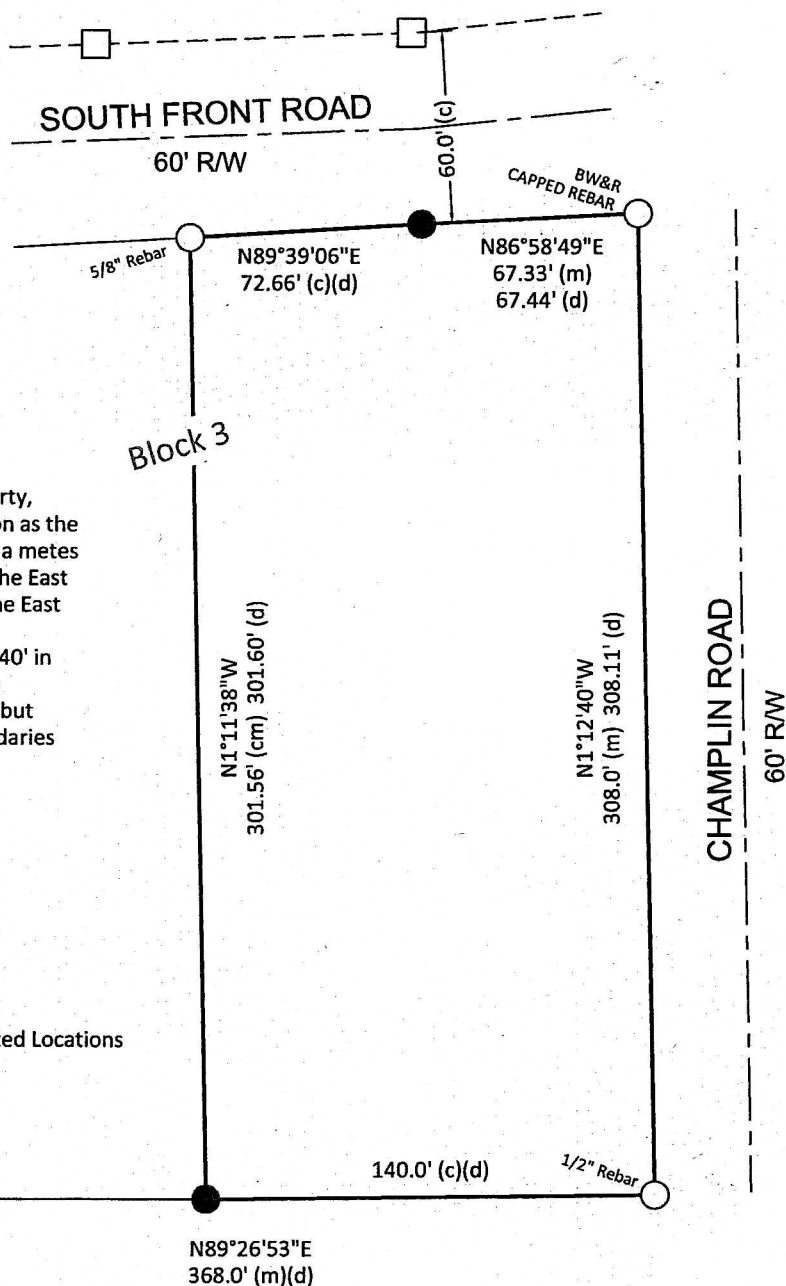 SOUTH FRONT ROAD
60' R/W
60.0' (c)
BW&R
CAPPED REBAR
5/8" Rebar
N89°39'06"E
72.66' (c)(d)
N86°58'49"E
67.33' (m)
67.44' (d)
Block 3
rty,
on as the
a metes
he East
ne East
40' in
but
daries
N1°11'38"W
301.56' (cm) 301.60' (d)
N1°12'40"W
308.0' (m) 308.11' (d)
CHAMPLIN ROAD
60' R/W
ted Locations
140.0' (c)(d)
1/2" Rebar
N89°26'53"E
368.0' (m)(d)